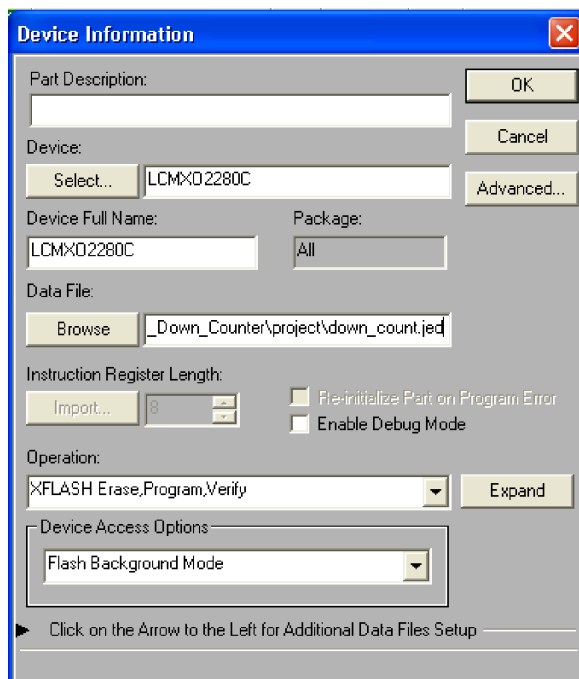 Device Information
Part Description:
OK
Cancel
Device:
Select... LCMXO2280C
Advanced...
Device Full Name: Package:
LCMXO2280C All
Data File:
Browse _Down_Counter\project\down_count.jed
Instruction Register Length:
Import... 8
Re-initialize Part on Program Error
Enable Debug Mode
Operation:
XFLASH Erase,Program,Verify Expand
Device Access Options
Flash Background Mode
Click on the Arrow to the Left for Additional Data Files Setup